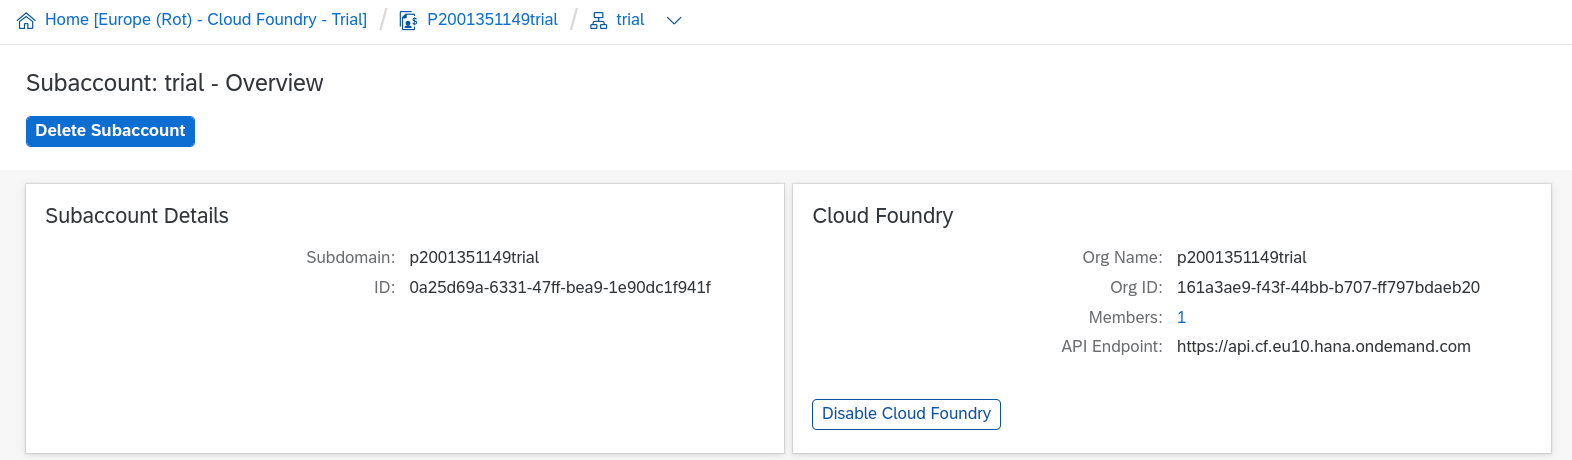 Home [Europe (Rot) - Cloud Foundry - Trial] / P2001351149trial / trial
Subaccount: trial - Overview
Delete Subaccount
Subaccount Details
Subdomain: p2001351149trial
ID: 0a25d69a-6331-47ff-bea9-1e90dc1f941f
Cloud Foundry
Org Name: p2001351149trial
Org ID: 161a3ae9-f43f-44bb-b707-ff797bdaeb20
Members: 1
API Endpoint: https://api.cf.eu10.hana.ondemand.com
Disable Cloud Foundry